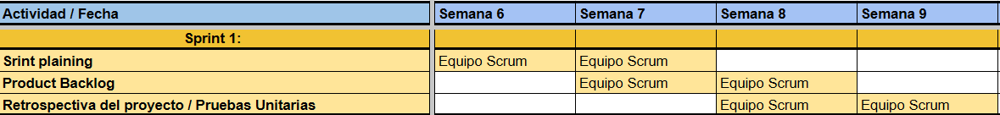 Actividad / Fecha Semana 6 Semana 7 Semana 8 Semana 9
Sprint 1:
Srint plaining Equipo Scrum Equipo Scrum
Product Backlog Equipo Scrum Equipo Scrum
Retrospectiva del proyecto / Pruebas Unitarias Equipo Scrum Equipo Scrum